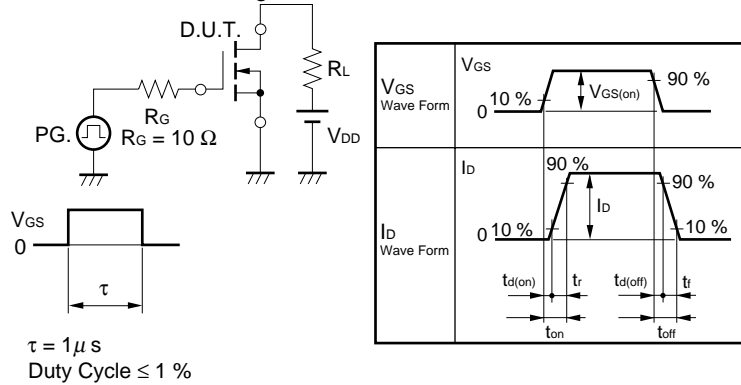 D.U.T.
RL
RG
PG.
RG = 10 Ω
VDD
VGS
0
τ
τ = 1μ s
Duty Cycle ≤ 1 %
VGS
Wave Form
VGS
0
10 %
VGS(on)
90 %
ID
Wave Form
ID
90 %
90 %
0
10 %
ID
10 %
td(on)
tr
td(off)
tf
ton
toff